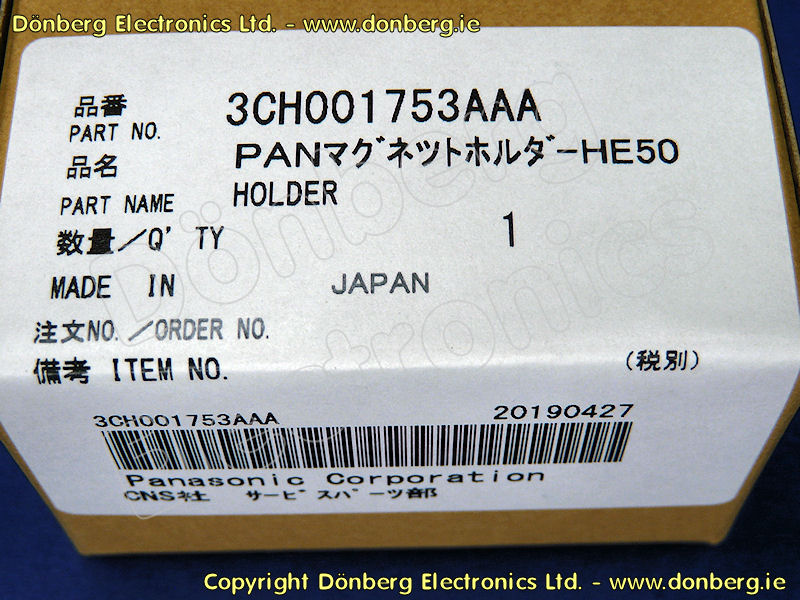 Dönberg Electronics Ltd. - www.donberg.ie
品番 3CH001753AAA
PART NO.
品名 PANマグネットホルダーHE50
PART NAME HOLDER
数量/Q'TY 1
MADE IN JAPAN
注文NO./ORDER NO.
備考 ITEM NO. (税別)
3CH001753AAA 20190427
Panasonic Corporation
CNS社 サービスパーツ部
Dönberg
Electronics
Copyright Dönberg Electronics Ltd. - www.donberg.ie